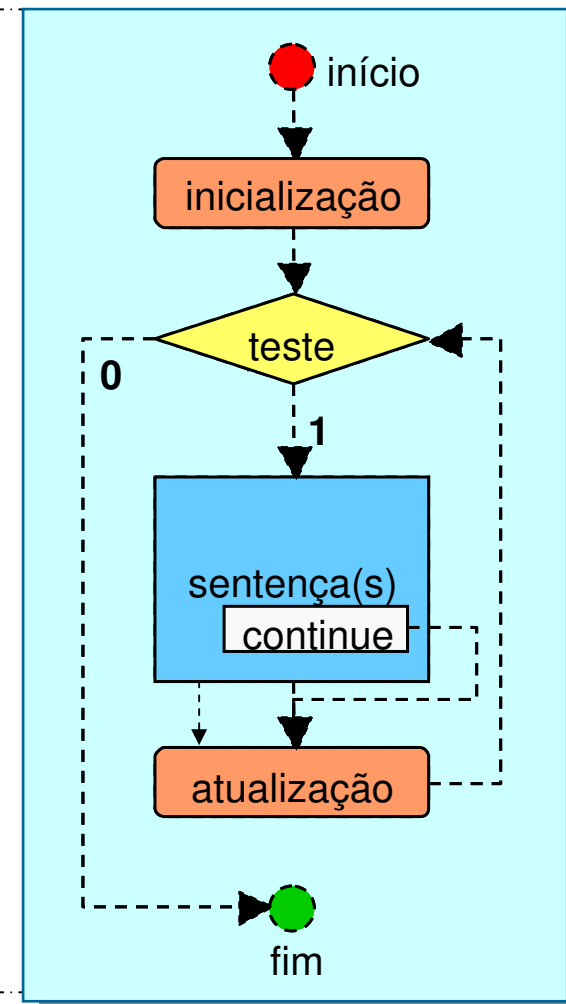 início
inicialização
teste
0
1
sentença(s)
continue
atualização
fim